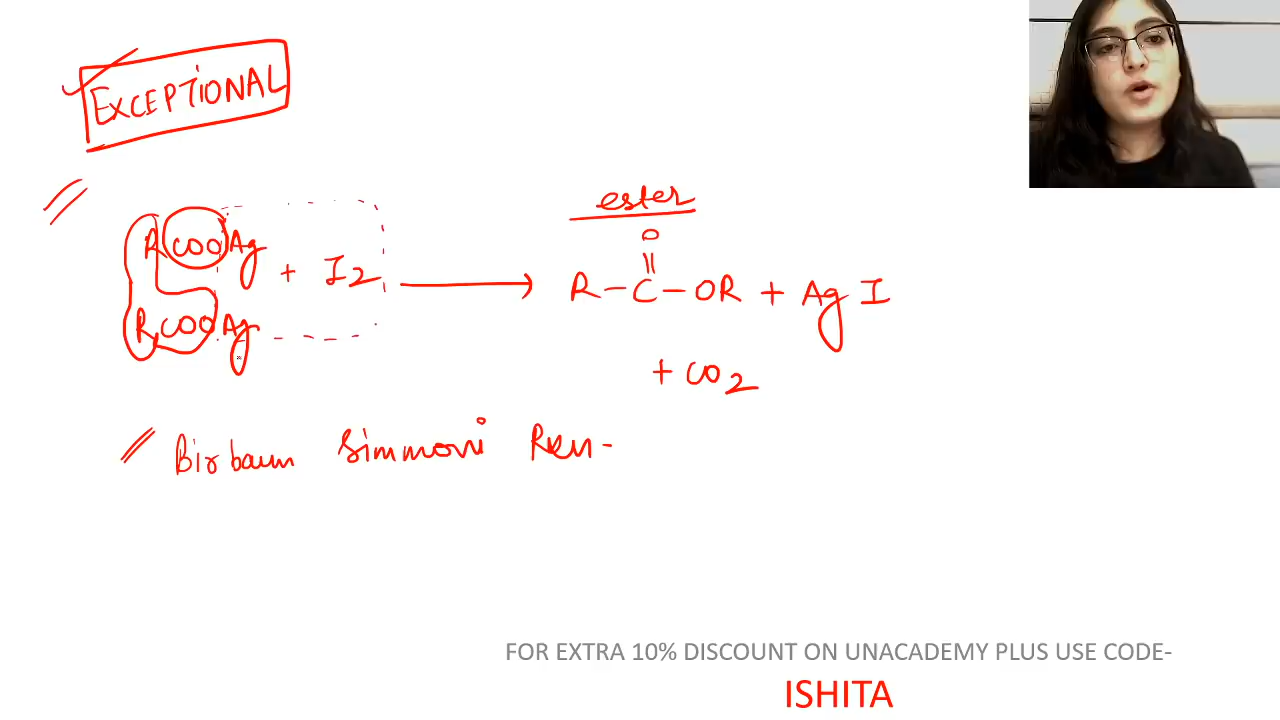 EXCEPTIONAL
RCOOAg
+ I2
RCOOAg
ester
O
R-C-OR + Ag I
+ CO2
Birbaum Simmoni Rxn-
FOR EXTRA 10% DISCOUNT ON UNACADEMY PLUS USE CODE-
ISHITA